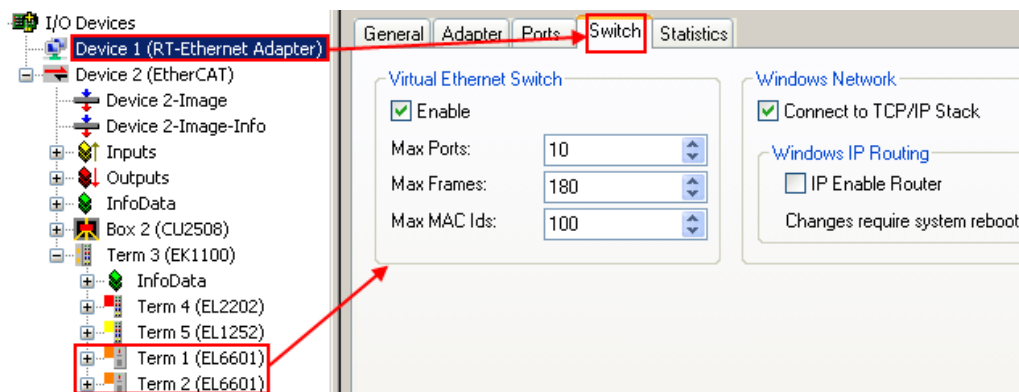 I/O Devices
Device 1 (RT-Ethernet Adapter)
Device 2 (EtherCAT)
Device 2-Image
Device 2-Image-Info
Inputs
Outputs
InfoData
Box 2 (CU2508)
Term 3 (EK1100)
InfoData
Term 4 (EL2202)
Term 5 (EL1252)
Term 1 (EL6601)
Term 2 (EL6601)
General Adapter Ports Switch Statistics
Virtual Ethernet Switch
Enable
Max Ports: 10
Max Frames: 180
Max MAC Ids: 100
Windows Network
Connect to TCP/IP Stack
Windows IP Routing
IP Enable Router
Changes require system reboot